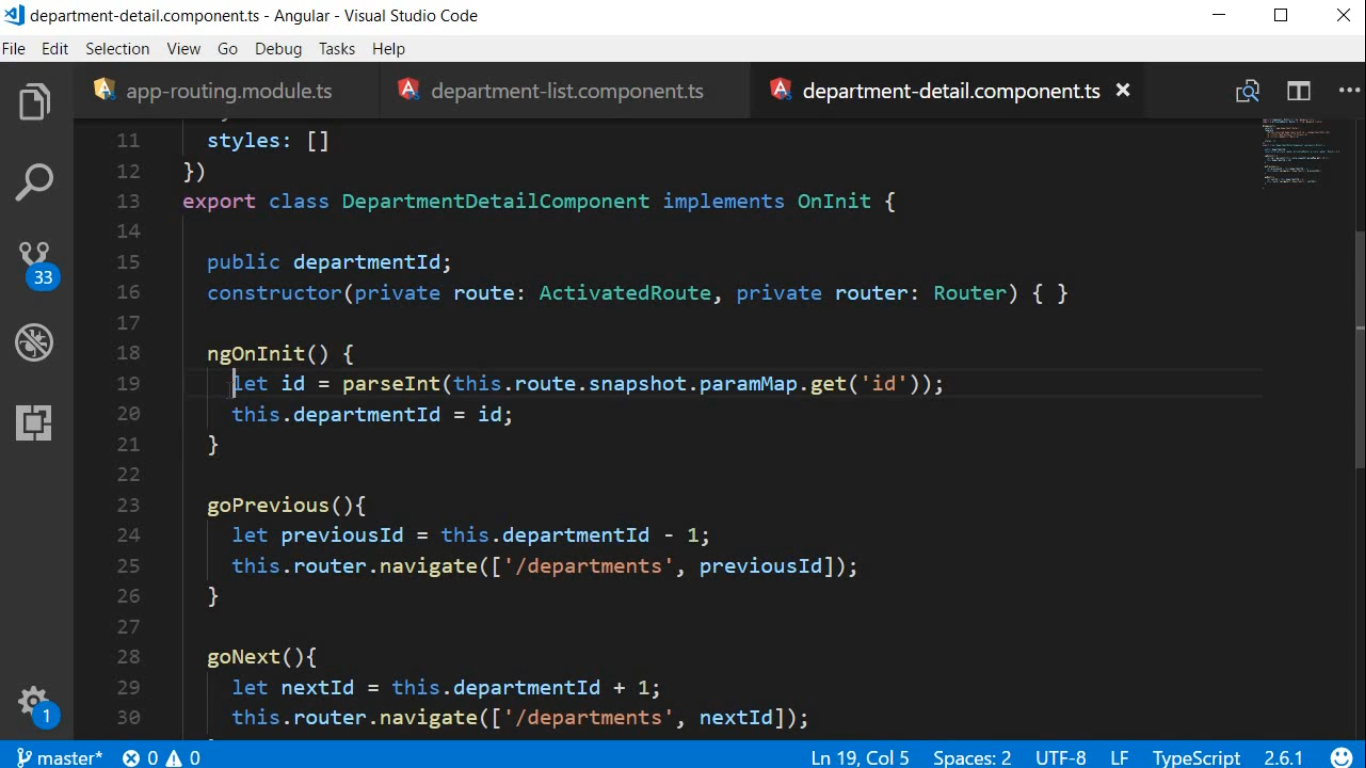 department-detail.component.ts - Angular - Visual Studio Code
File Edit Selection View Go Debug Tasks Help
app-routing.module.ts department-list.component.ts department-detail.component.ts
11 styles: []
12 })
13 export class DepartmentDetailComponent implements OnInit {
14
15 public departmentId;
16 constructor(private route: ActivatedRoute, private router: Router) { }
17
18 ngOnInit() {
19 let id = parseInt(this.route.snapshot.paramMap.get('id'));
20 this.departmentId = id;
21 }
22
23 goPrevious(){
24 let previousId = this.departmentId - 1;
25 this.router.navigate(['/departments', previousId]);
26 }
27
28 goNext(){
29 let nextId = this.departmentId + 1;
30 this.router.navigate(['/departments', nextId]);
33
1
master* 0 0 Ln 19, Col 5 Spaces: 2 UTF-8 LF TypeScript 2.6.1